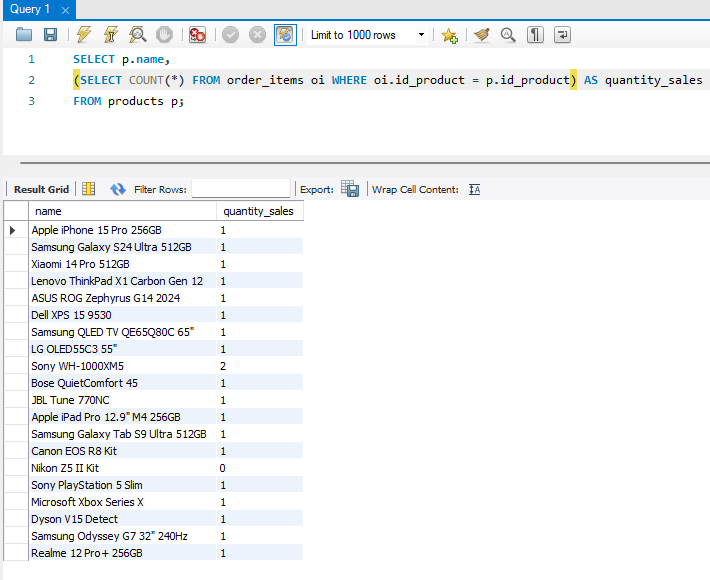 Query 1
Limit to 1000 rows
1 SELECT p.name,
2 (SELECT COUNT(*) FROM order_items oi WHERE oi.id_product = p.id_product) AS quantity_sales
3 FROM products p;
Result Grid Filter Rows: Export: Wrap Cell Content:
name quantity_sales
Apple iPhone 15 Pro 256GB 1
Samsung Galaxy S24 Ultra 512GB 1
Xiaomi 14 Pro 512GB 1
Lenovo ThinkPad X1 Carbon Gen 12 1
ASUS ROG Zephyrus G14 2024 1
Dell XPS 15 9530 1
Samsung QLED TV QE65Q80C 65" 1
LG OLED55C3 55" 1
Sony WH-1000XM5 2
Bose QuietComfort 45 1
JBL Tune 770NC 1
Apple iPad Pro 12.9" M4 256GB 1
Samsung Galaxy Tab S9 Ultra 512GB 1
Canon EOS R8 Kit 1
Nikon Z5 II Kit 0
Sony PlayStation 5 Slim 1
Microsoft Xbox Series X 1
Dyson V15 Detect 1
Samsung Odyssey G7 32" 240Hz 1
Realme 12 Pro+ 256GB 1